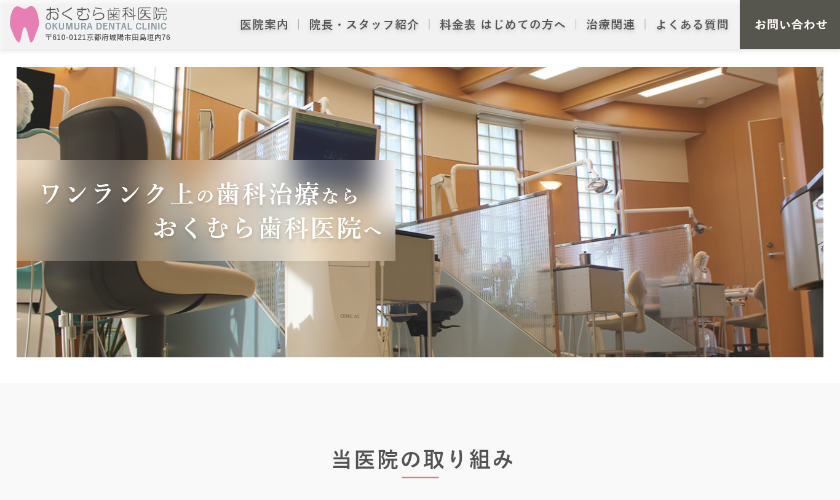 おくむら歯科医院
OKUMURA DENTAL CLINIC
〒610-0121京都府城陽市田島垣内76
医院案内 | 院長・スタッフ紹介 | 料金表 はじめての方へ | 治療関連 | よくある質問
お問い合わせ
ワンランク上の歯科治療なら
おくむら歯科医院へ
当医院の取り組み